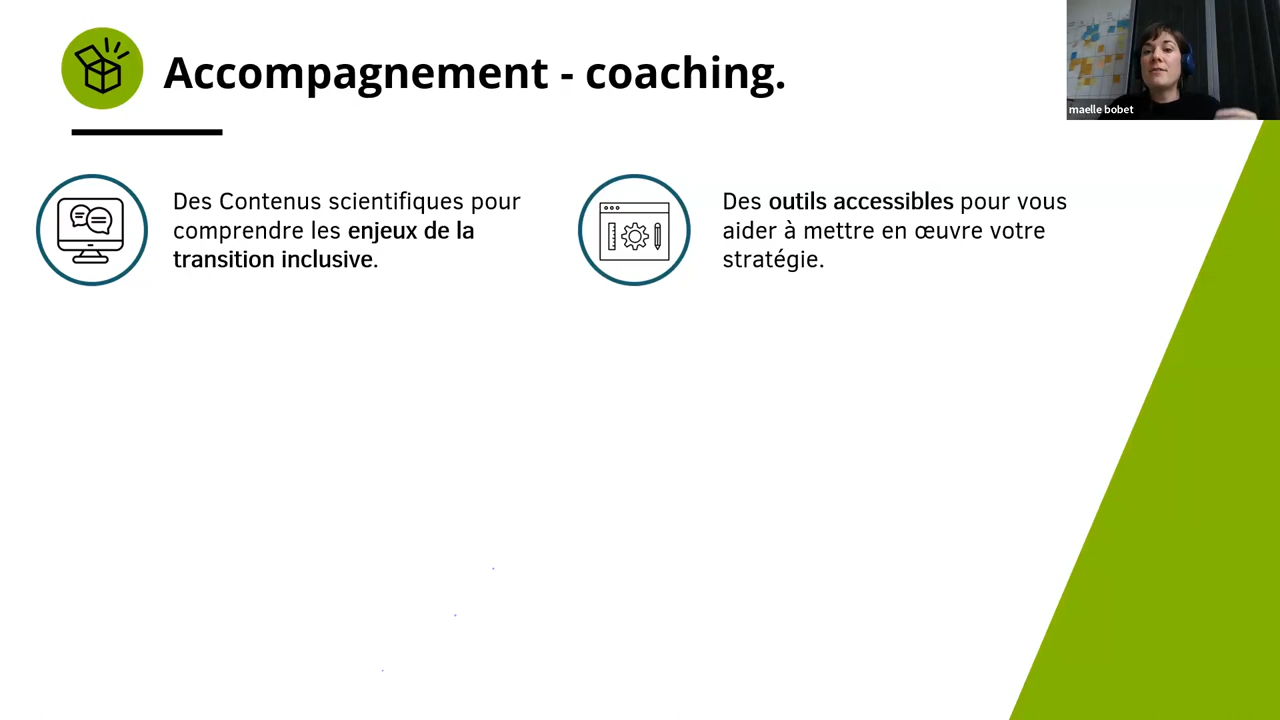 Accompagnement - coaching.
maelle bobet
Des Contenus scientifiques pour
comprendre les enjeux de la
transition inclusive.
Des outils accessibles pour vous
aider à mettre en œuvre votre
stratégie.